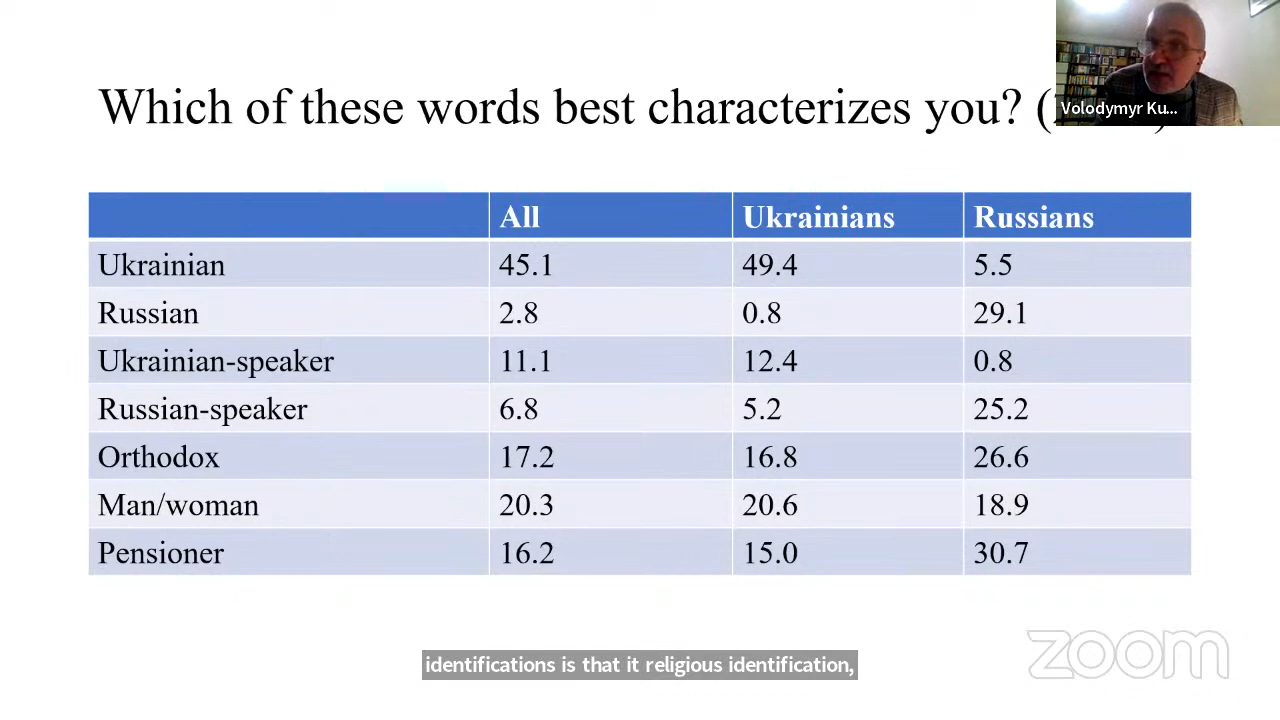 Which of these words best characterizes you? (
Volodymyr Ku...
All Ukrainians Russians
Ukrainian 45.1 49.4 5.5
Russian 2.8 0.8 29.1
Ukrainian-speaker 11.1 12.4 0.8
Russian-speaker 6.8 5.2 25.2
Orthodox 17.2 16.8 26.6
Man/woman 20.3 20.6 18.9
Pensioner 16.2 15.0 30.7
zoom
identifications is that it religious identification,